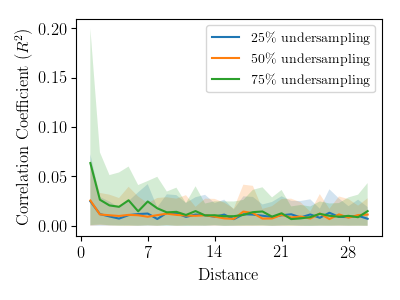 0.20
0.15
0.10
0.05
0.00
Correlation Coefficient (R²)
25% undersampling
50% undersampling
75% undersampling
0 7 14 21 28
Distance